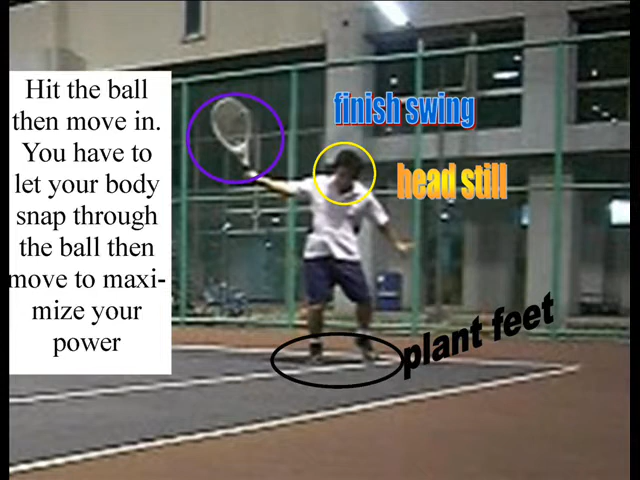 Hit the ball
then move in.
You have to
let your body
snap through
the ball then
move to maxi-
mize your
power
finish swing
head still
plant feet